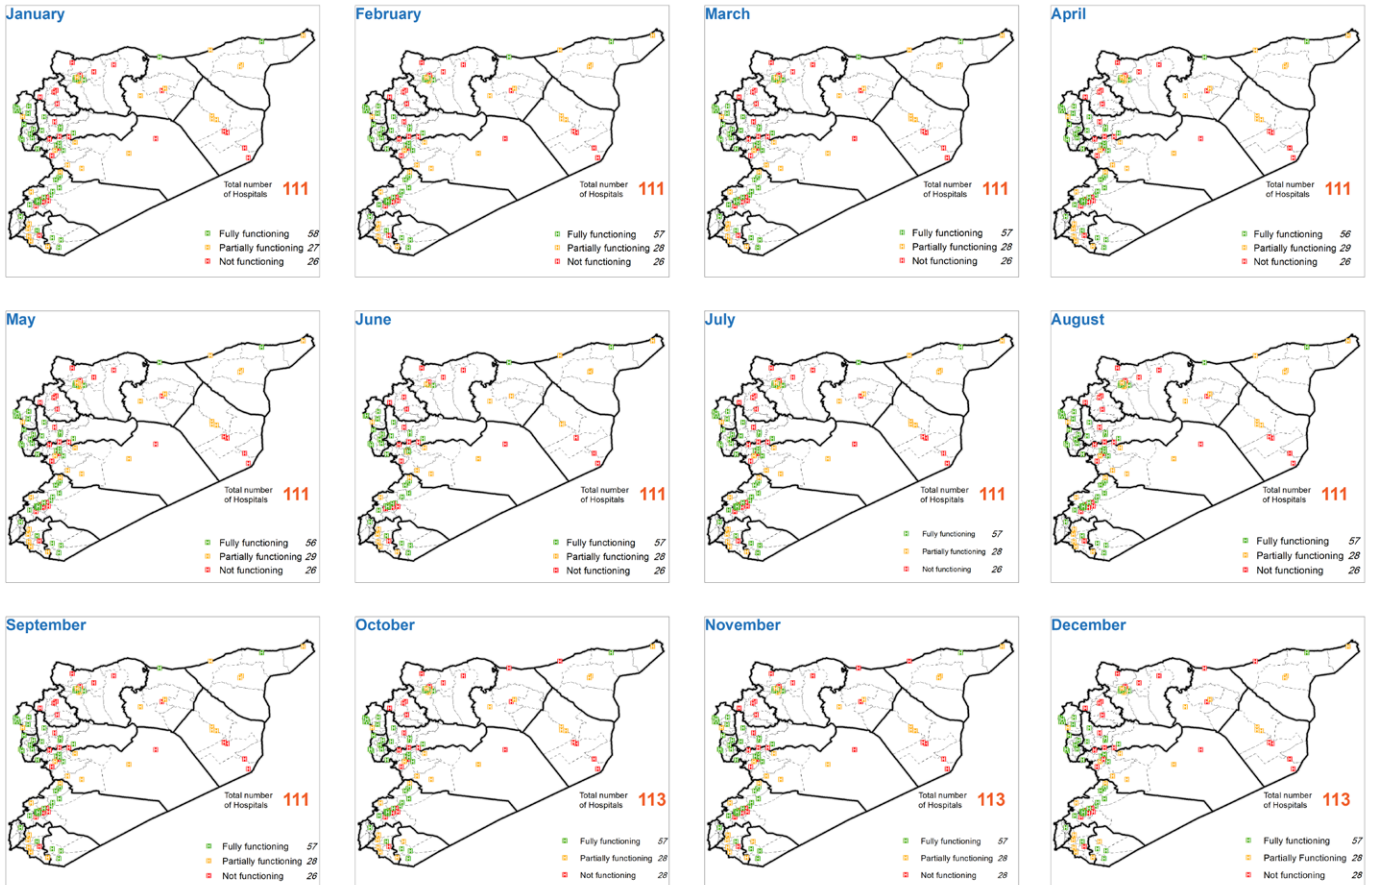 January
Total number
of Hospitals
111
Fully functioning 58
Partially functioning 27
Not functioning 26
February
Total number
of Hospitals
111
Fully functioning 57
Partially functioning 28
Not functioning 26
March
Total number
of Hospitals
111
Fully functioning 57
Partially functioning 28
Not functioning 26
April
Total number
of Hospitals
111
Fully functioning 56
Partially functioning 29
Not functioning 26
May
Total number
of Hospitals
111
Fully functioning 56
Partially functioning 29
Not functioning 26
June
Total number
of Hospitals
111
Fully functioning 57
Partially functioning 28
Not functioning 26
July
Total number
of Hospitals
111
Fully functioning 57
Partially functioning 28
Not functioning 26
August
Total number
of Hospitals
111
Fully functioning 57
Partially functioning 28
Not functioning 26
September
Total number
of Hospitals
111
Fully functioning 57
Partially functioning 28
Not functioning 26
October
Total number
of Hospitals
113
Fully functioning 57
Partially functioning 28
Not functioning 28
November
Total number
of Hospitals
113
Fully functioning 57
Partially functioning 28
Not functioning 28
December
Total number
of Hospitals
113
Fully functioning 57
Partially Functioning 28
Not functioning 28